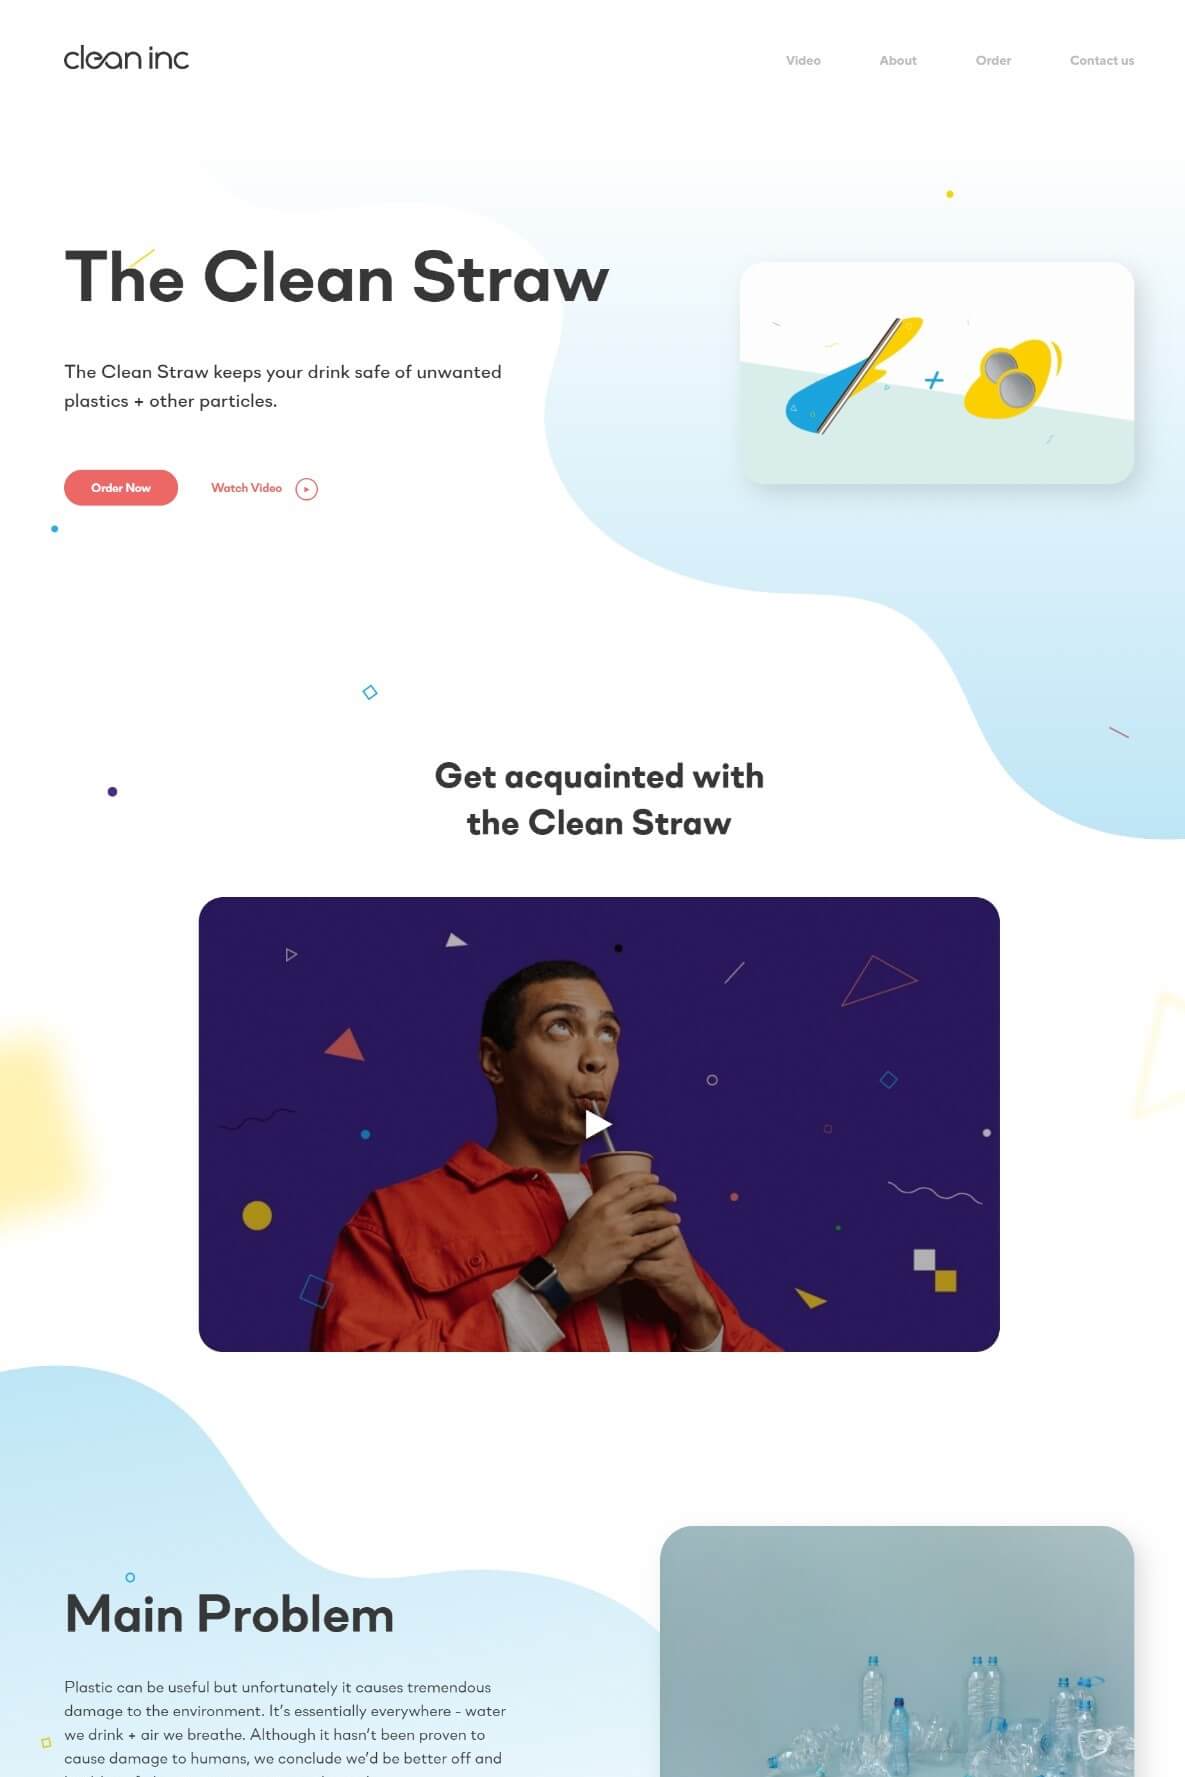 clean inc
Video
About
Order
Contact us
The Clean Straw
The Clean Straw keeps your drink safe of unwanted
plastics + other particles.
Order Now
Watch Video
Get acquainted with
the Clean Straw
Main Problem
Plastic can be useful but unfortunately it causes tremendous
damage to the environment. It's essentially everywhere - water
we drink + air we breathe. Although it hasn't been proven to
cause damage to humans, we conclude we'd be better off and